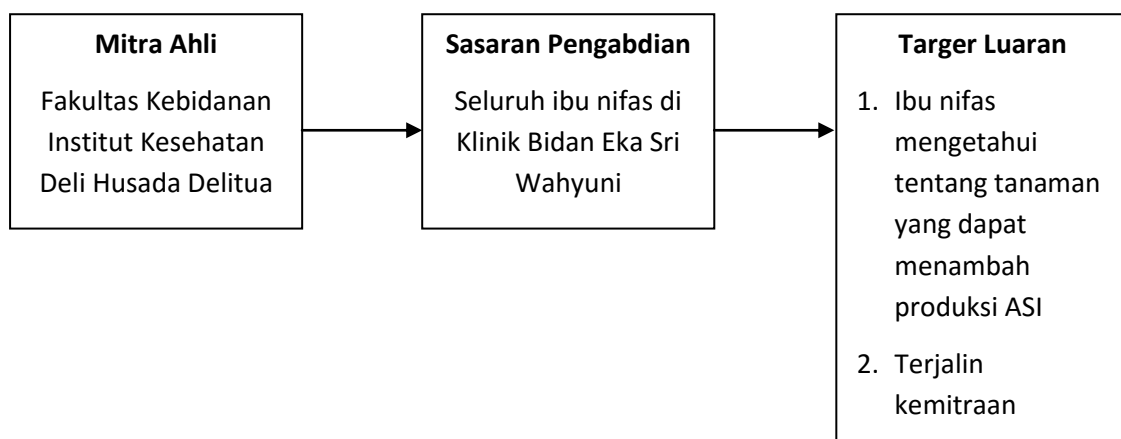 Mitra Ahli
Fakultas Kebidanan
Institut Kesehatan
Deli Husada Delitua
Sasaran Pengabdian
Seluruh ibu nifas di
Klinik Bidan Eka Sri
Wahyuni
Targer Luaran
1. Ibu nifas
mengetahui
tentang tanaman
yang dapat
menambah
produksi ASI
2. Terjalin
kemitraan